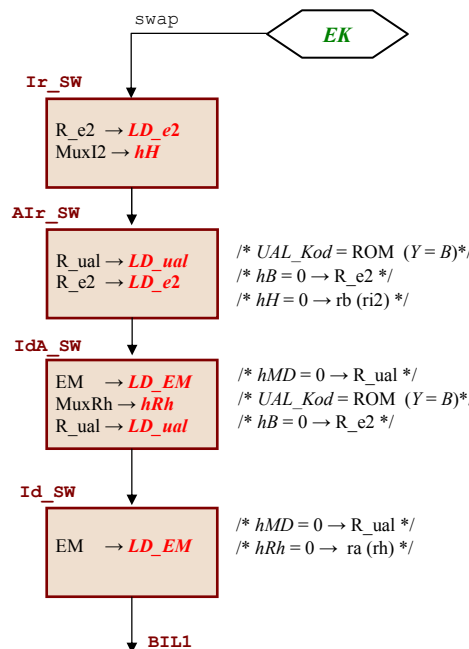 swap
EK
Ir_SW
R_e2 → LD_e2
MuxI2 → hH
AIr_SW
R_ual → LD_ual
R_e2 → LD_e2
/* UAL_Kod = ROM (Y = B)*/
/* hB = 0 → R_e2 */
/* hH = 0 → rb (ri2) */
IdA_SW
EM → LD_EM
MuxRh → hRh
R_ual → LD_ual
/* hMD = 0 → R_ual */
/* UAL_Kod = ROM (Y = B)*/
/* hB = 0 → R_e2 */
Id_SW
EM → LD_EM
/* hMD = 0 → R_ual */
/* hRh = 0 → ra (rh) */
BIL1